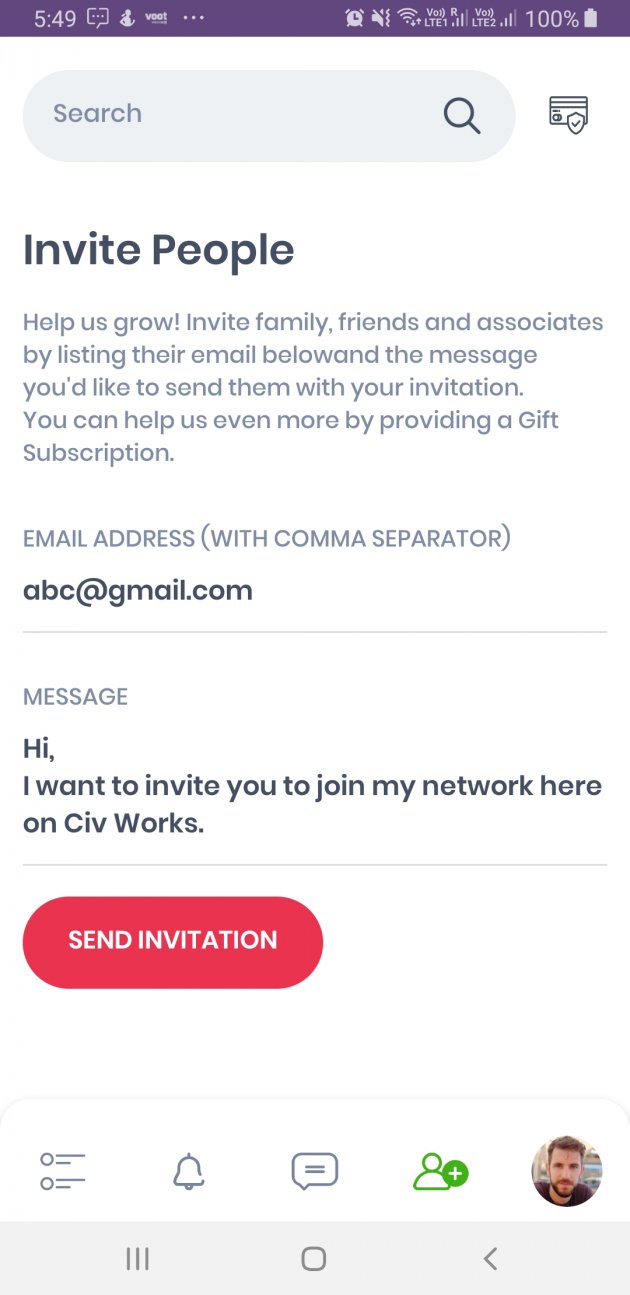 5:49 voot ... Vo)) LTE1 R Vo)) LTE2 100%
Search
Invite People
Help us grow! Invite family, friends and associates
by listing their email belowand the message
you'd like to send them with your invitation.
You can help us even more by providing a Gift
Subscription.
EMAIL ADDRESS (WITH COMMA SEPARATOR)
abc@gmail.com
MESSAGE
Hi,
I want to invite you to join my network here
on Civ Works.
SEND INVITATION